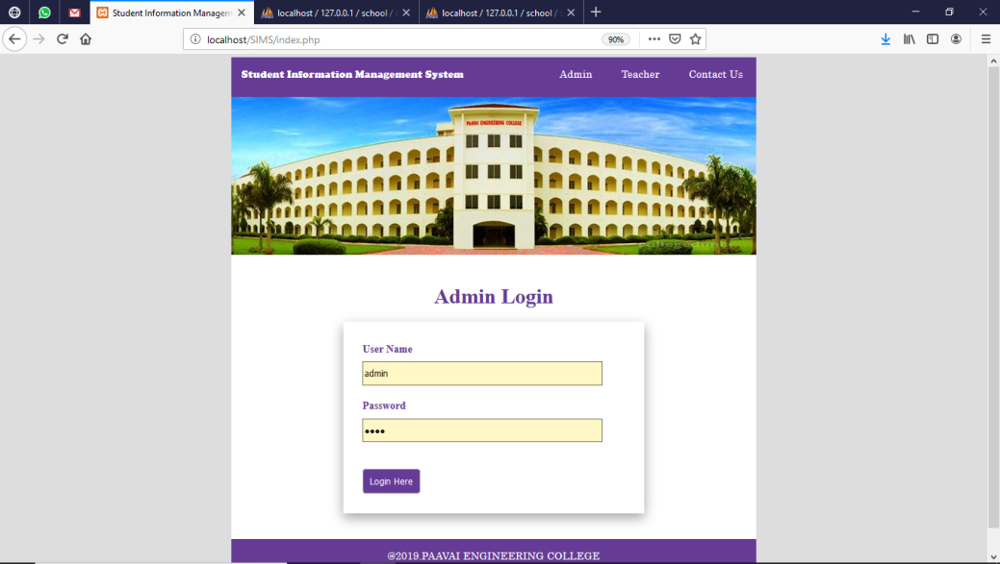 Student Information Managem
localhost / 127.0.0.1 / school /
localhost / 127.0.0.1 / school /
localhost/SIMS/index.php
90%
Student Information Management System
Admin
Teacher
Contact Us
PAAVAI ENGINEERING COLLEGE
Admin Login
User Name
admin
Password
Login Here
@2019.PAAVAI ENGINEERING COLLEGE